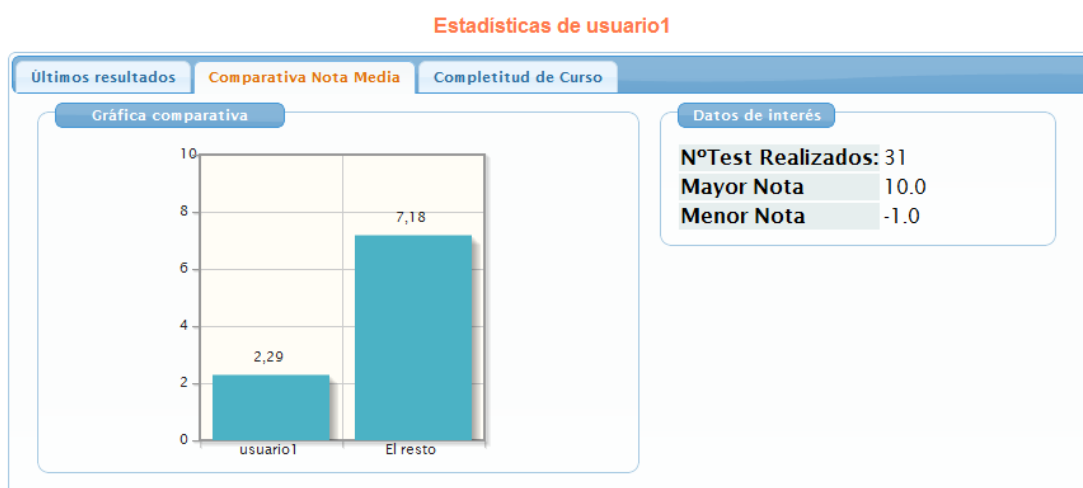 Estadísticas de usuario1
Últimos resultados
Comparativa Nota Media
Completitud de Curso
Gráfica comparativa
10
8
6
4
2
0
2,29
7,18
usuario1
El resto
Datos de interés
NºTest Realizados: 31
Mayor Nota 10.0
Menor Nota -1.0